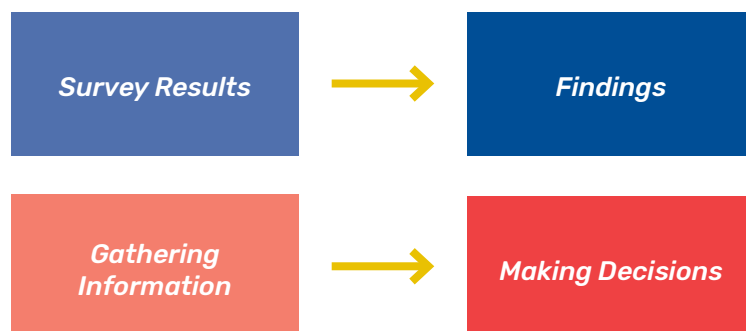 Survey Results
Findings
Gathering
Information
Making Decisions